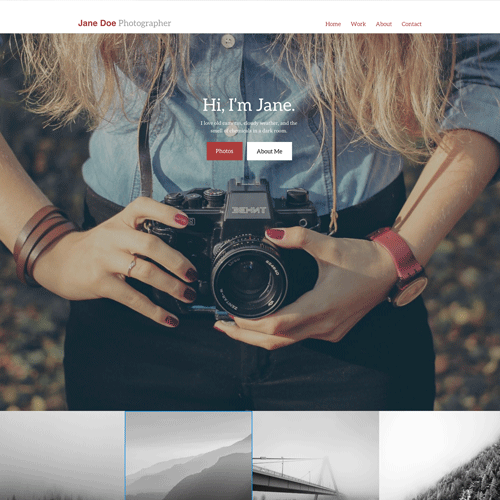 Jane Doe Photographer
Home Work About Contact
Hi, I'm Jane.
I love old cameras, cloudy weather, and the
smell of chemicals in a dark room.
Photos About Me
ЗЕНИТ